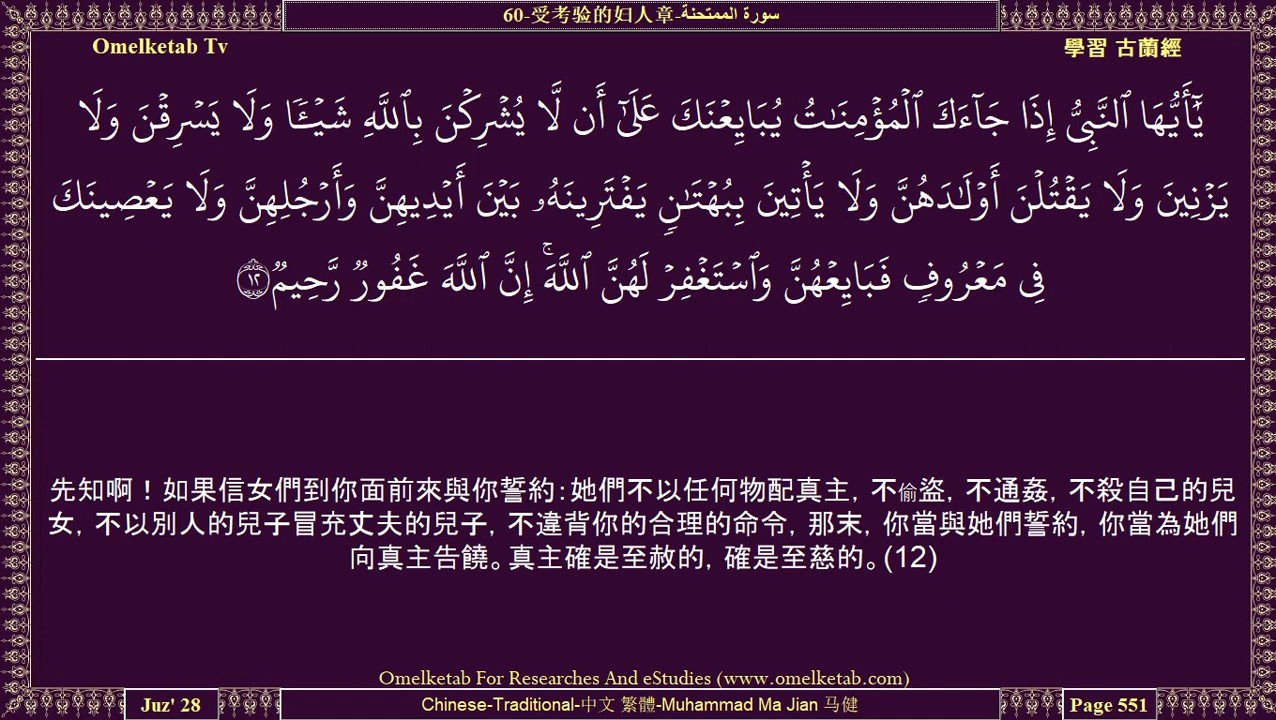 60-受考验的妇人章-سورة الممتحنة
Omelketab Tv
學習 古蘭經
يَٰٓأَيُّهَا ٱلنَّبِىُّ إِذَا جَآءَكَ ٱلْمُؤْمِنَٰتُ يُبَايِعْنَكَ عَلَىٰٓ أَن لَّا يُشْرِكْنَ بِٱللَّهِ شَيْـًٔا وَلَا يَسْرِقْنَ وَلَا
يَزْنِينَ وَلَا يَقْتُلْنَ أَوْلَٰدَهُنَّ وَلَا يَأْتِينَ بِبُهْتَٰنٍ يَفْتَرِينَهُۥ بَيْنَ أَيْدِيهِنَّ وَأَرْجُلِهِنَّ وَلَا يَعْصِينَكَ
فِى مَعْرُوفٍ فَبَايِعْهُنَّ وَٱسْتَغْفِرْ لَهُنَّ ٱللَّهَ ۚ إِنَّ ٱللَّهَ غَفُورٌ رَّحِيمٌ ١٢
先知啊！如果信女們到你面前來與你誓約：她們不以任何物配真主，不偷盜，不通姦，不殺自己的兒
女，不以別人的兒子冒充丈夫的兒子，不違背你的合理的命令，那末，你當與她們誓約，你當為她們
向真主告饒。真主確是至赦的，確是至慈的。(12)
Omelketab For Researches And eStudies (www.omelketab.com)
Juz' 28
Chinese-Traditional-中文 繁體-Muhammad Ma Jian 马健
Page 551